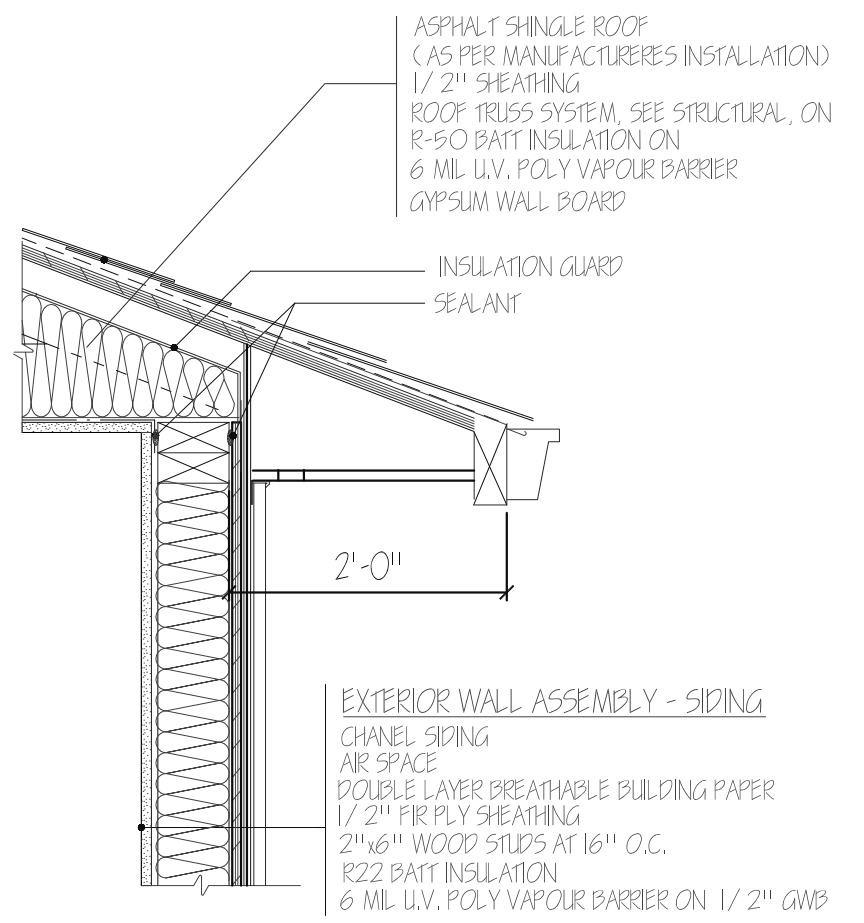 ASPHALT SHINGLE ROOF
( AS PER MANUFACTURERES INSTALLATION)
1/2" SHEATHING
ROOF TRUSS SYSTEM, SEE STRUCTURAL, ON
R-50 BATT INSULATION ON
6 MIL U.V. POLY VAPOUR BARRIER
GYPSUM WALL BOARD
INSULATION GUARD
SEALANT
2'-0"
EXTERIOR WALL ASSEMBLY - SIDING
CHANEL SIDING
AIR SPACE
DOUBLE LAYER BREATHABLE BUILDING PAPER
1/2" FIR PLY SHEATHING
2"x6" WOOD STUDS AT 16" O.C.
R22 BATT INSULATION
6 MIL U.V. POLY VAPOUR BARRIER ON 1/2" GWB